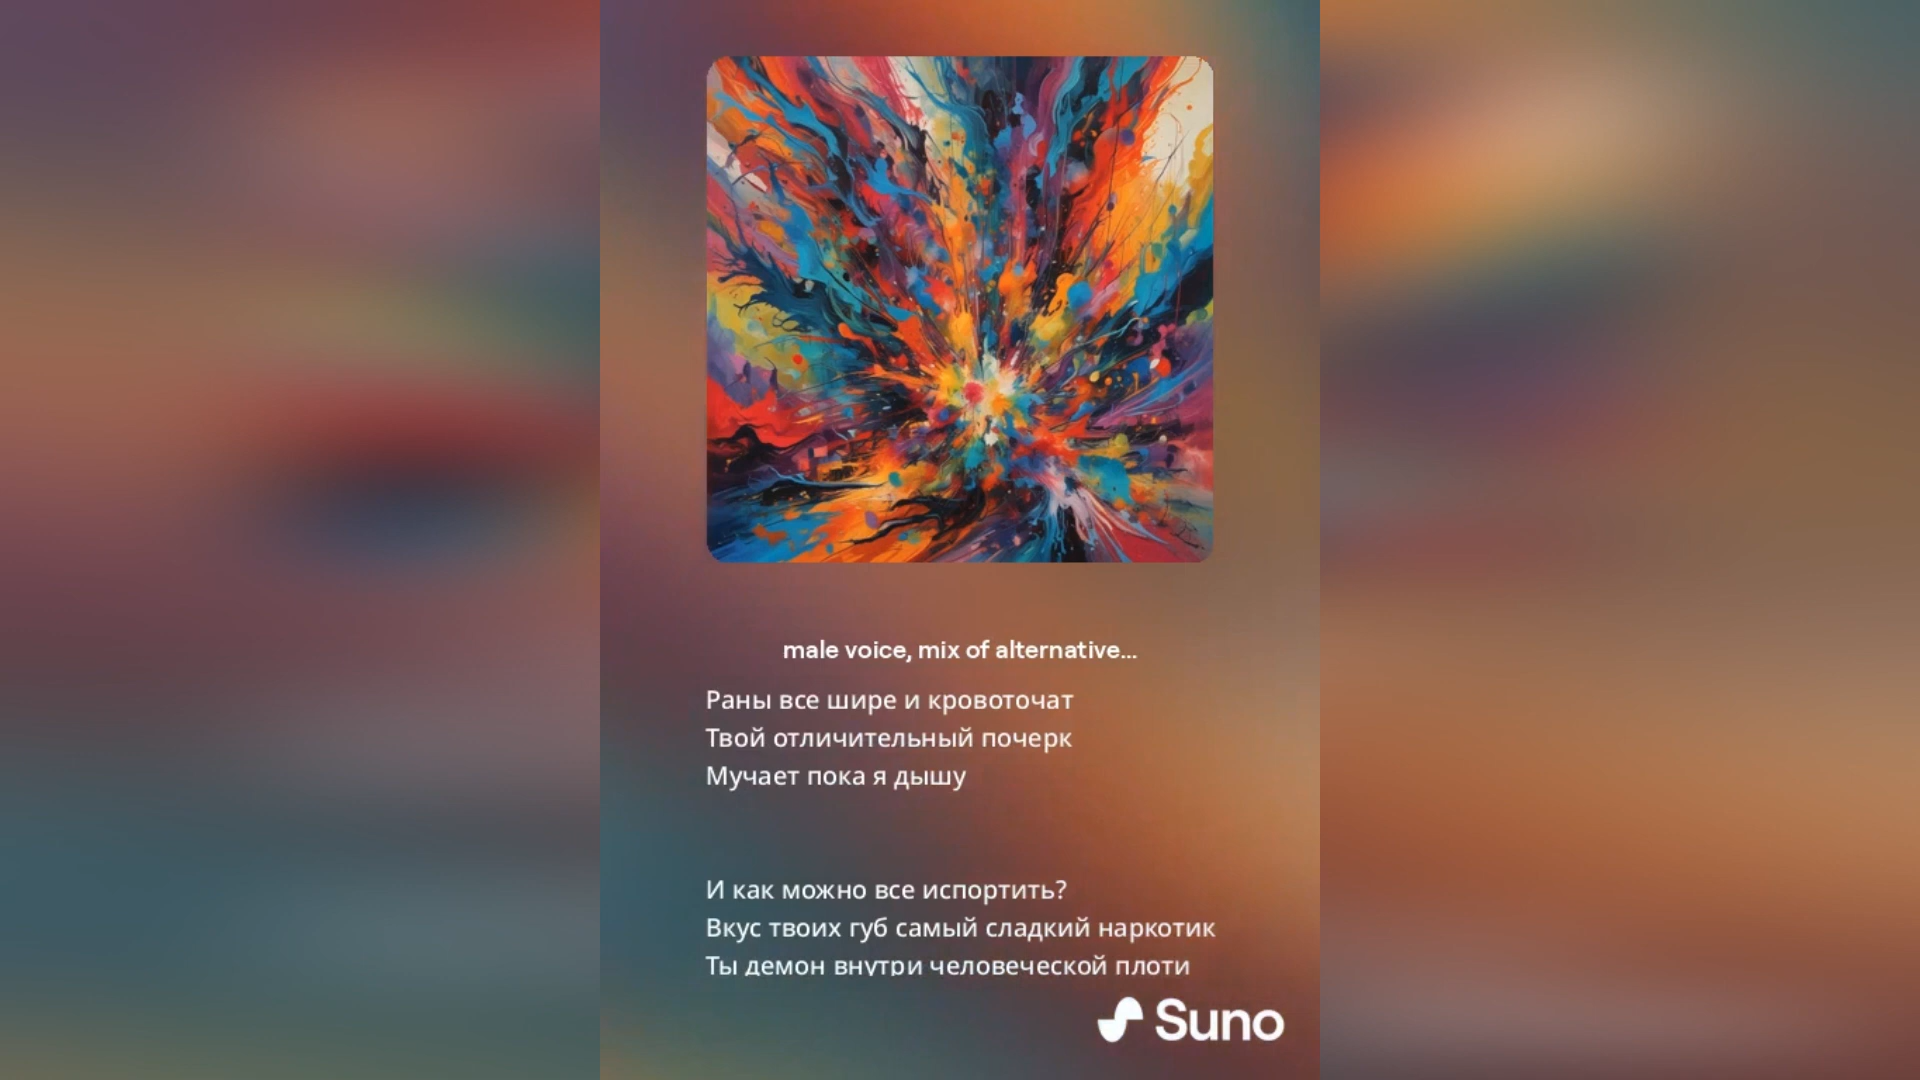 male voice, mix of alternative...
Раны все шире и кровоточат
Твой отличительный почерк
Мучает пока я дышу
И как можно все испортить?
Вкус твоих губ самый сладкий наркотик
Ты демон внутри человеческой плоти
Suno